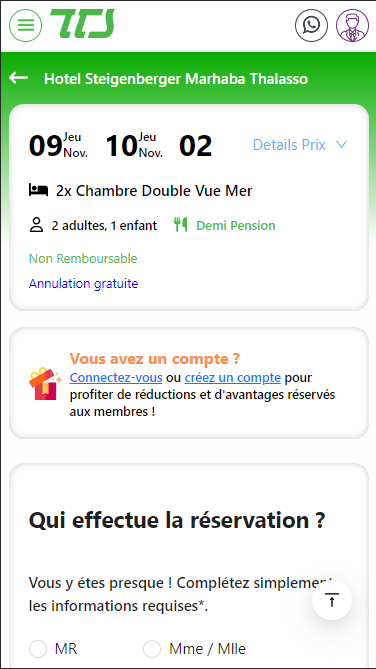 TTS
Hotel Steigenberger Marhaba Thalasso
09 Jeu Nov. 10 Jeu Nov. 02 Details Prix
2x Chambre Double Vue Mer
2 adultes, 1 enfant Demi Pension
Non Remboursable
Annulation gratuite
Vous avez un compte ?
Connectez-vous ou créez un compte pour
profiter de réductions et d'avantages réservés
aux membres !
Qui effectue la réservation ?
Vous y étes presque ! Complétez simplement
les informations requises*.
MR Mme / Mlle